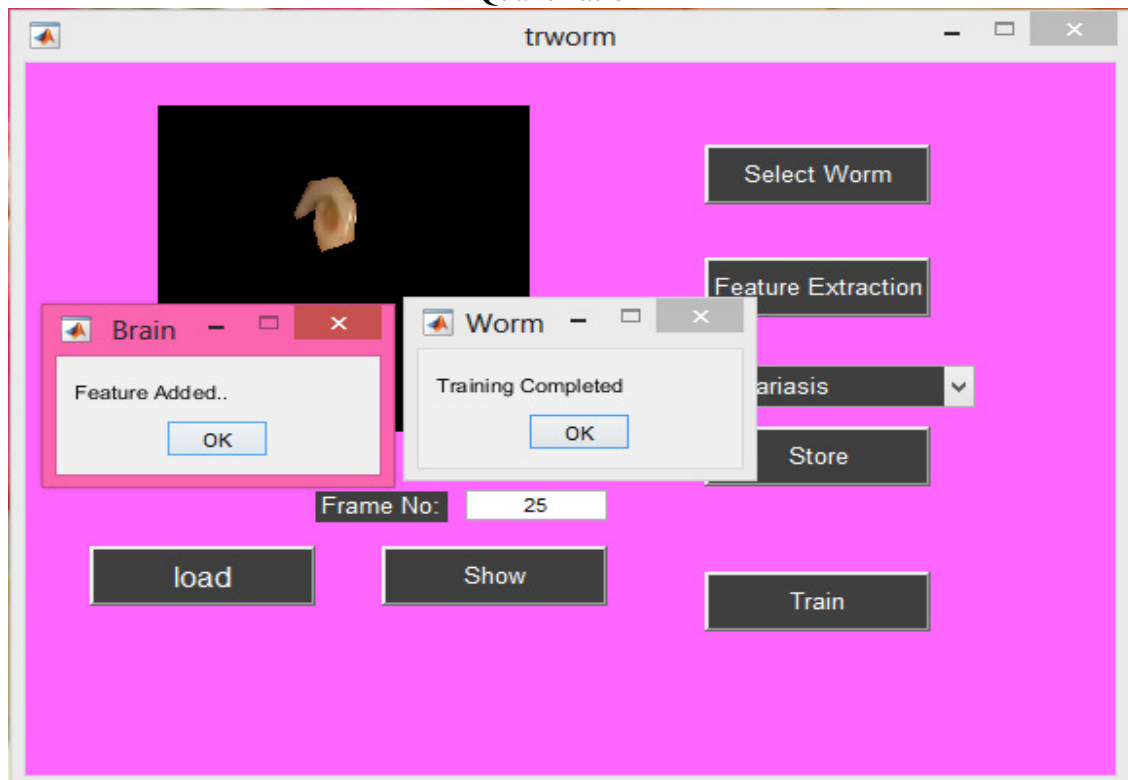 trworm
Select Worm
Feature Extraction
Brain
Worm
Feature Added..
Training Completed
ariasis
OK
OK
Store
Frame No:
25
load
Show
Train